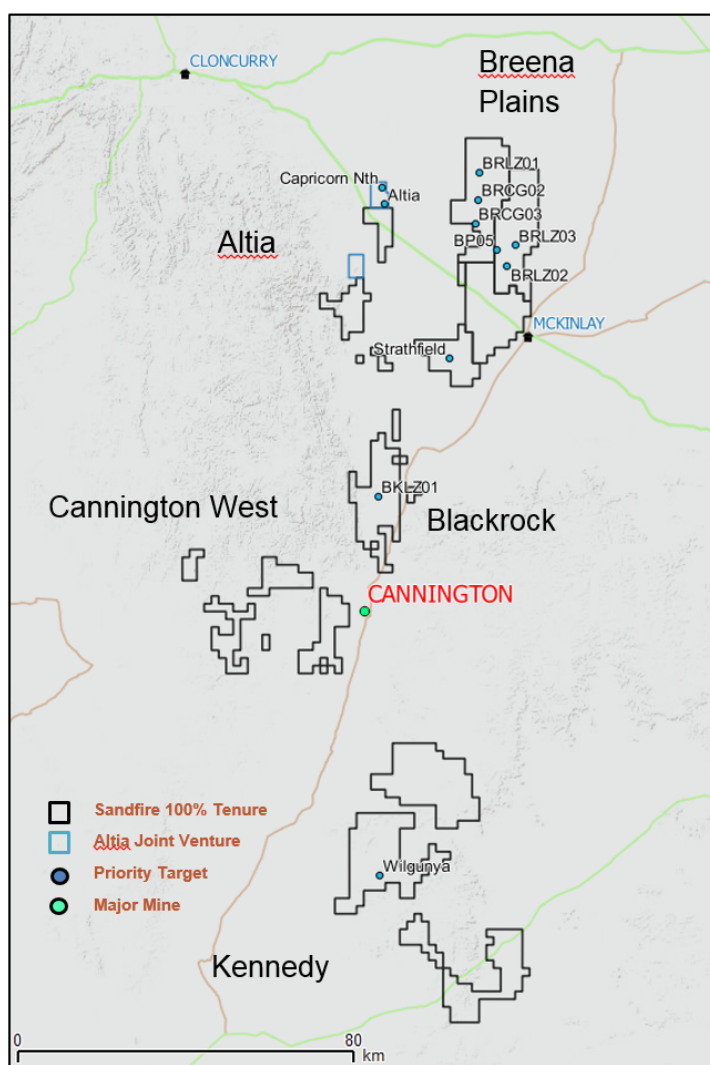 CLONCURRY
Breena
Plains
BRLZ01
Capricorn Nth
Altia
BRCG02
BRCG03
Altia
BP05
BRLZ03
BRLZ02
MCKINLAY
Strathfield
BKLZ01
Cannington West
Blackrock
CANNINGTON
Sandfire 100% Tenure
Altia Joint Venture
Priority Target
Major Mine
Wilgunya
Kennedy
0
80
km